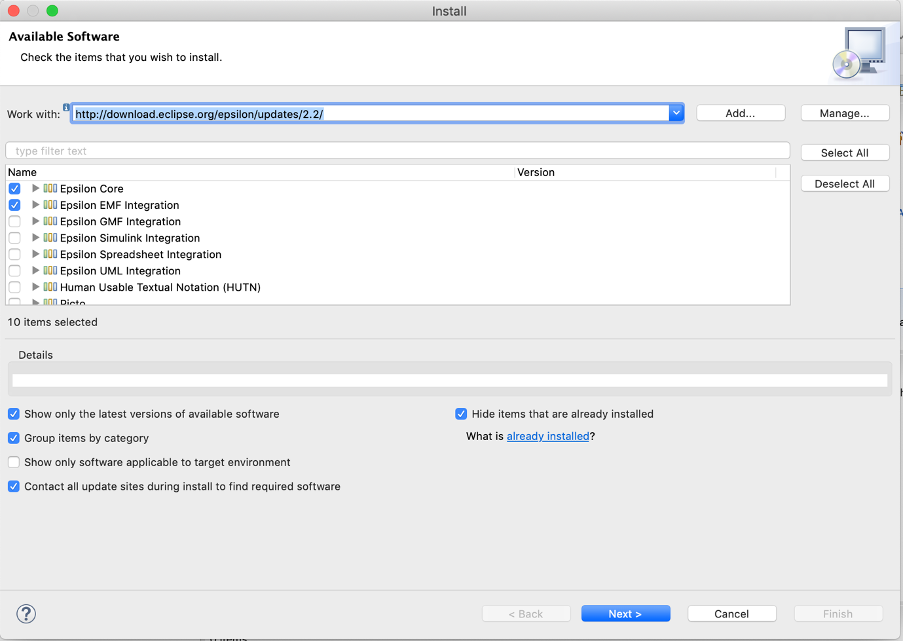 Install
Available Software
Check the items that you wish to install.
Work with: http://download.eclipse.org/epsilon/updates/2.2/
Add...
Manage...
type filter text
Select All
Name Version
Deselect All
Epsilon Core
Epsilon EMF Integration
Epsilon GMF Integration
Epsilon Simulink Integration
Epsilon Spreadsheet Integration
Epsilon UML Integration
Human Usable Textual Notation (HUTN)
Picto
10 items selected
Details
Show only the latest versions of available software
Hide items that are already installed
Group items by category
What is already installed?
Show only software applicable to target environment
Contact all update sites during install to find required software
?
< Back
Next >
Cancel
Finish